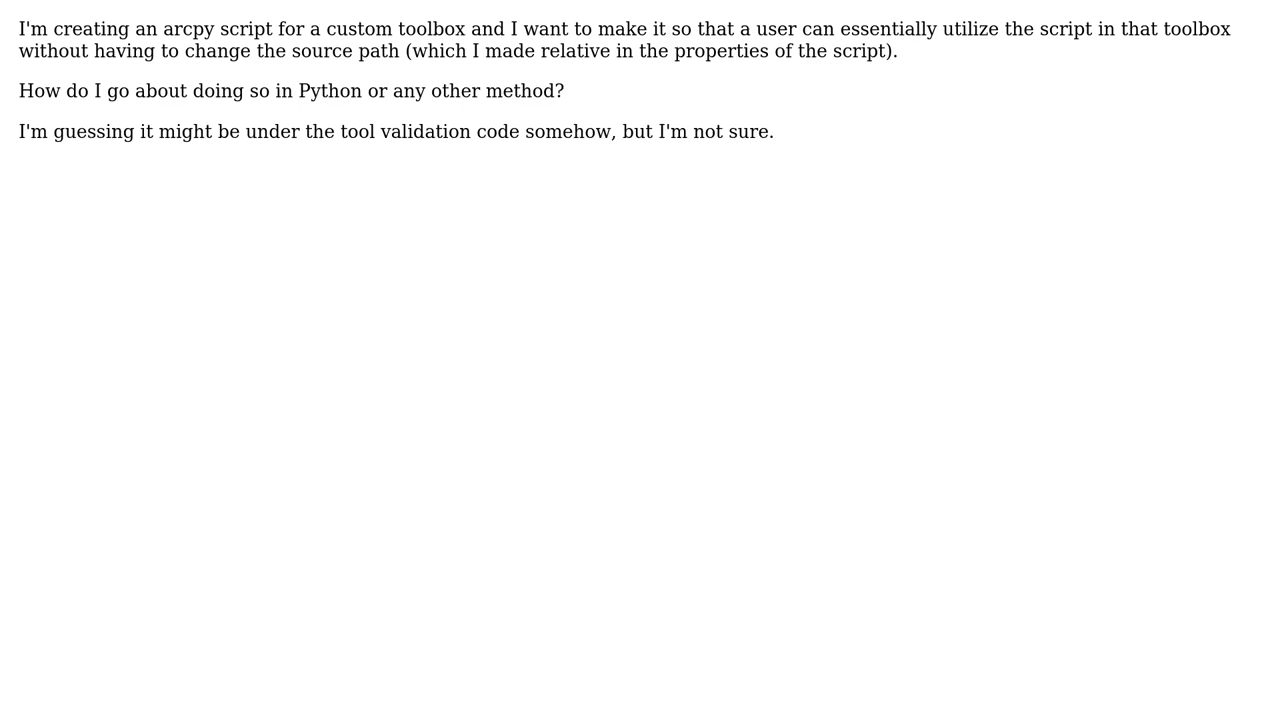 I'm creating an arcpy script for a custom toolbox and I want to make it so that a user can essentially utilize the script in that toolbox
without having to change the source path (which I made relative in the properties of the script).
How do I go about doing so in Python or any other method?
I'm guessing it might be under the tool validation code somehow, but I'm not sure.